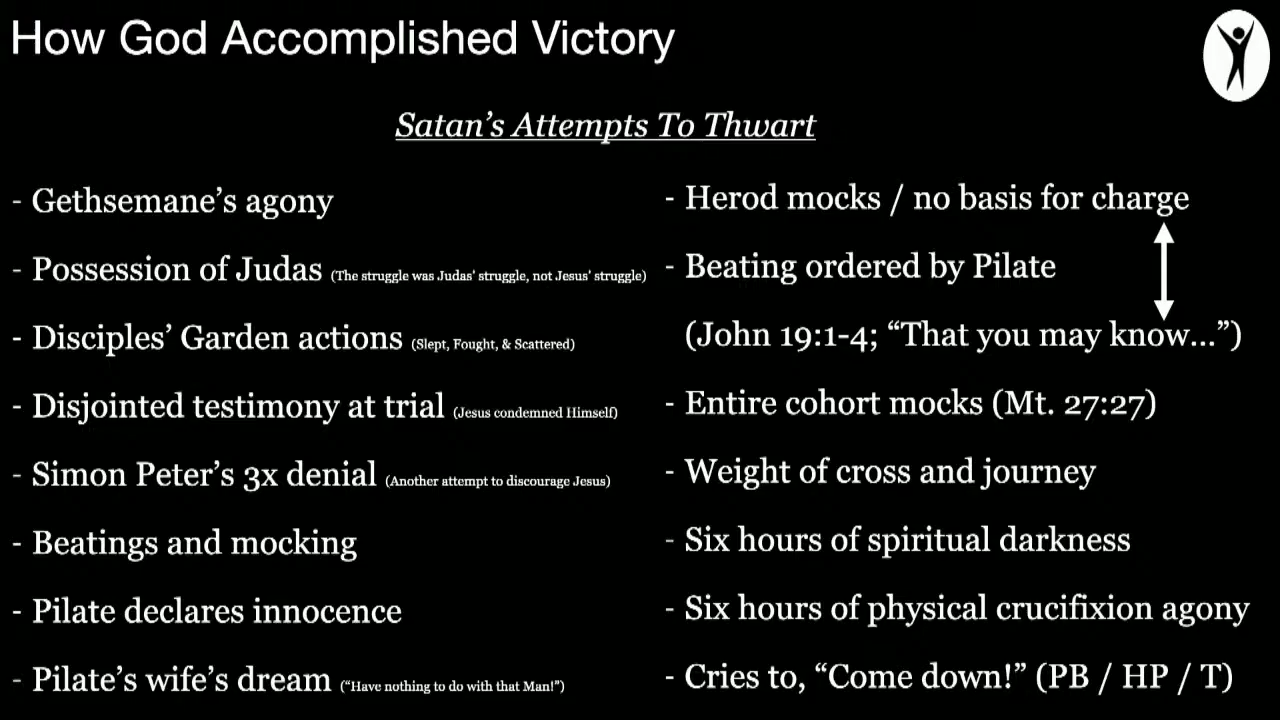 How God Accomplished Victory
Satan's Attempts To Thwart
- Gethsemane's agony
- Possession of Judas (The struggle was Judas' struggle, not Jesus' struggle)
- Disciples' Garden actions (Slept, Fought, & Scattered)
- Disjointed testimony at trial (Jesus condemned Himself)
- Simon Peter's 3x denial (Another attempt to discourage Jesus)
- Beatings and mocking
- Pilate declares innocence
- Pilate's wife's dream (“Have nothing to do with that Man!”)
- Herod mocks / no basis for charge
- Beating ordered by Pilate
(John 19:1-4; “That you may know...”)
- Entire cohort mocks (Mt. 27:27)
- Weight of cross and journey
- Six hours of spiritual darkness
- Six hours of physical crucifixion agony
- Cries to, “Come down!” (PB / HP / T)